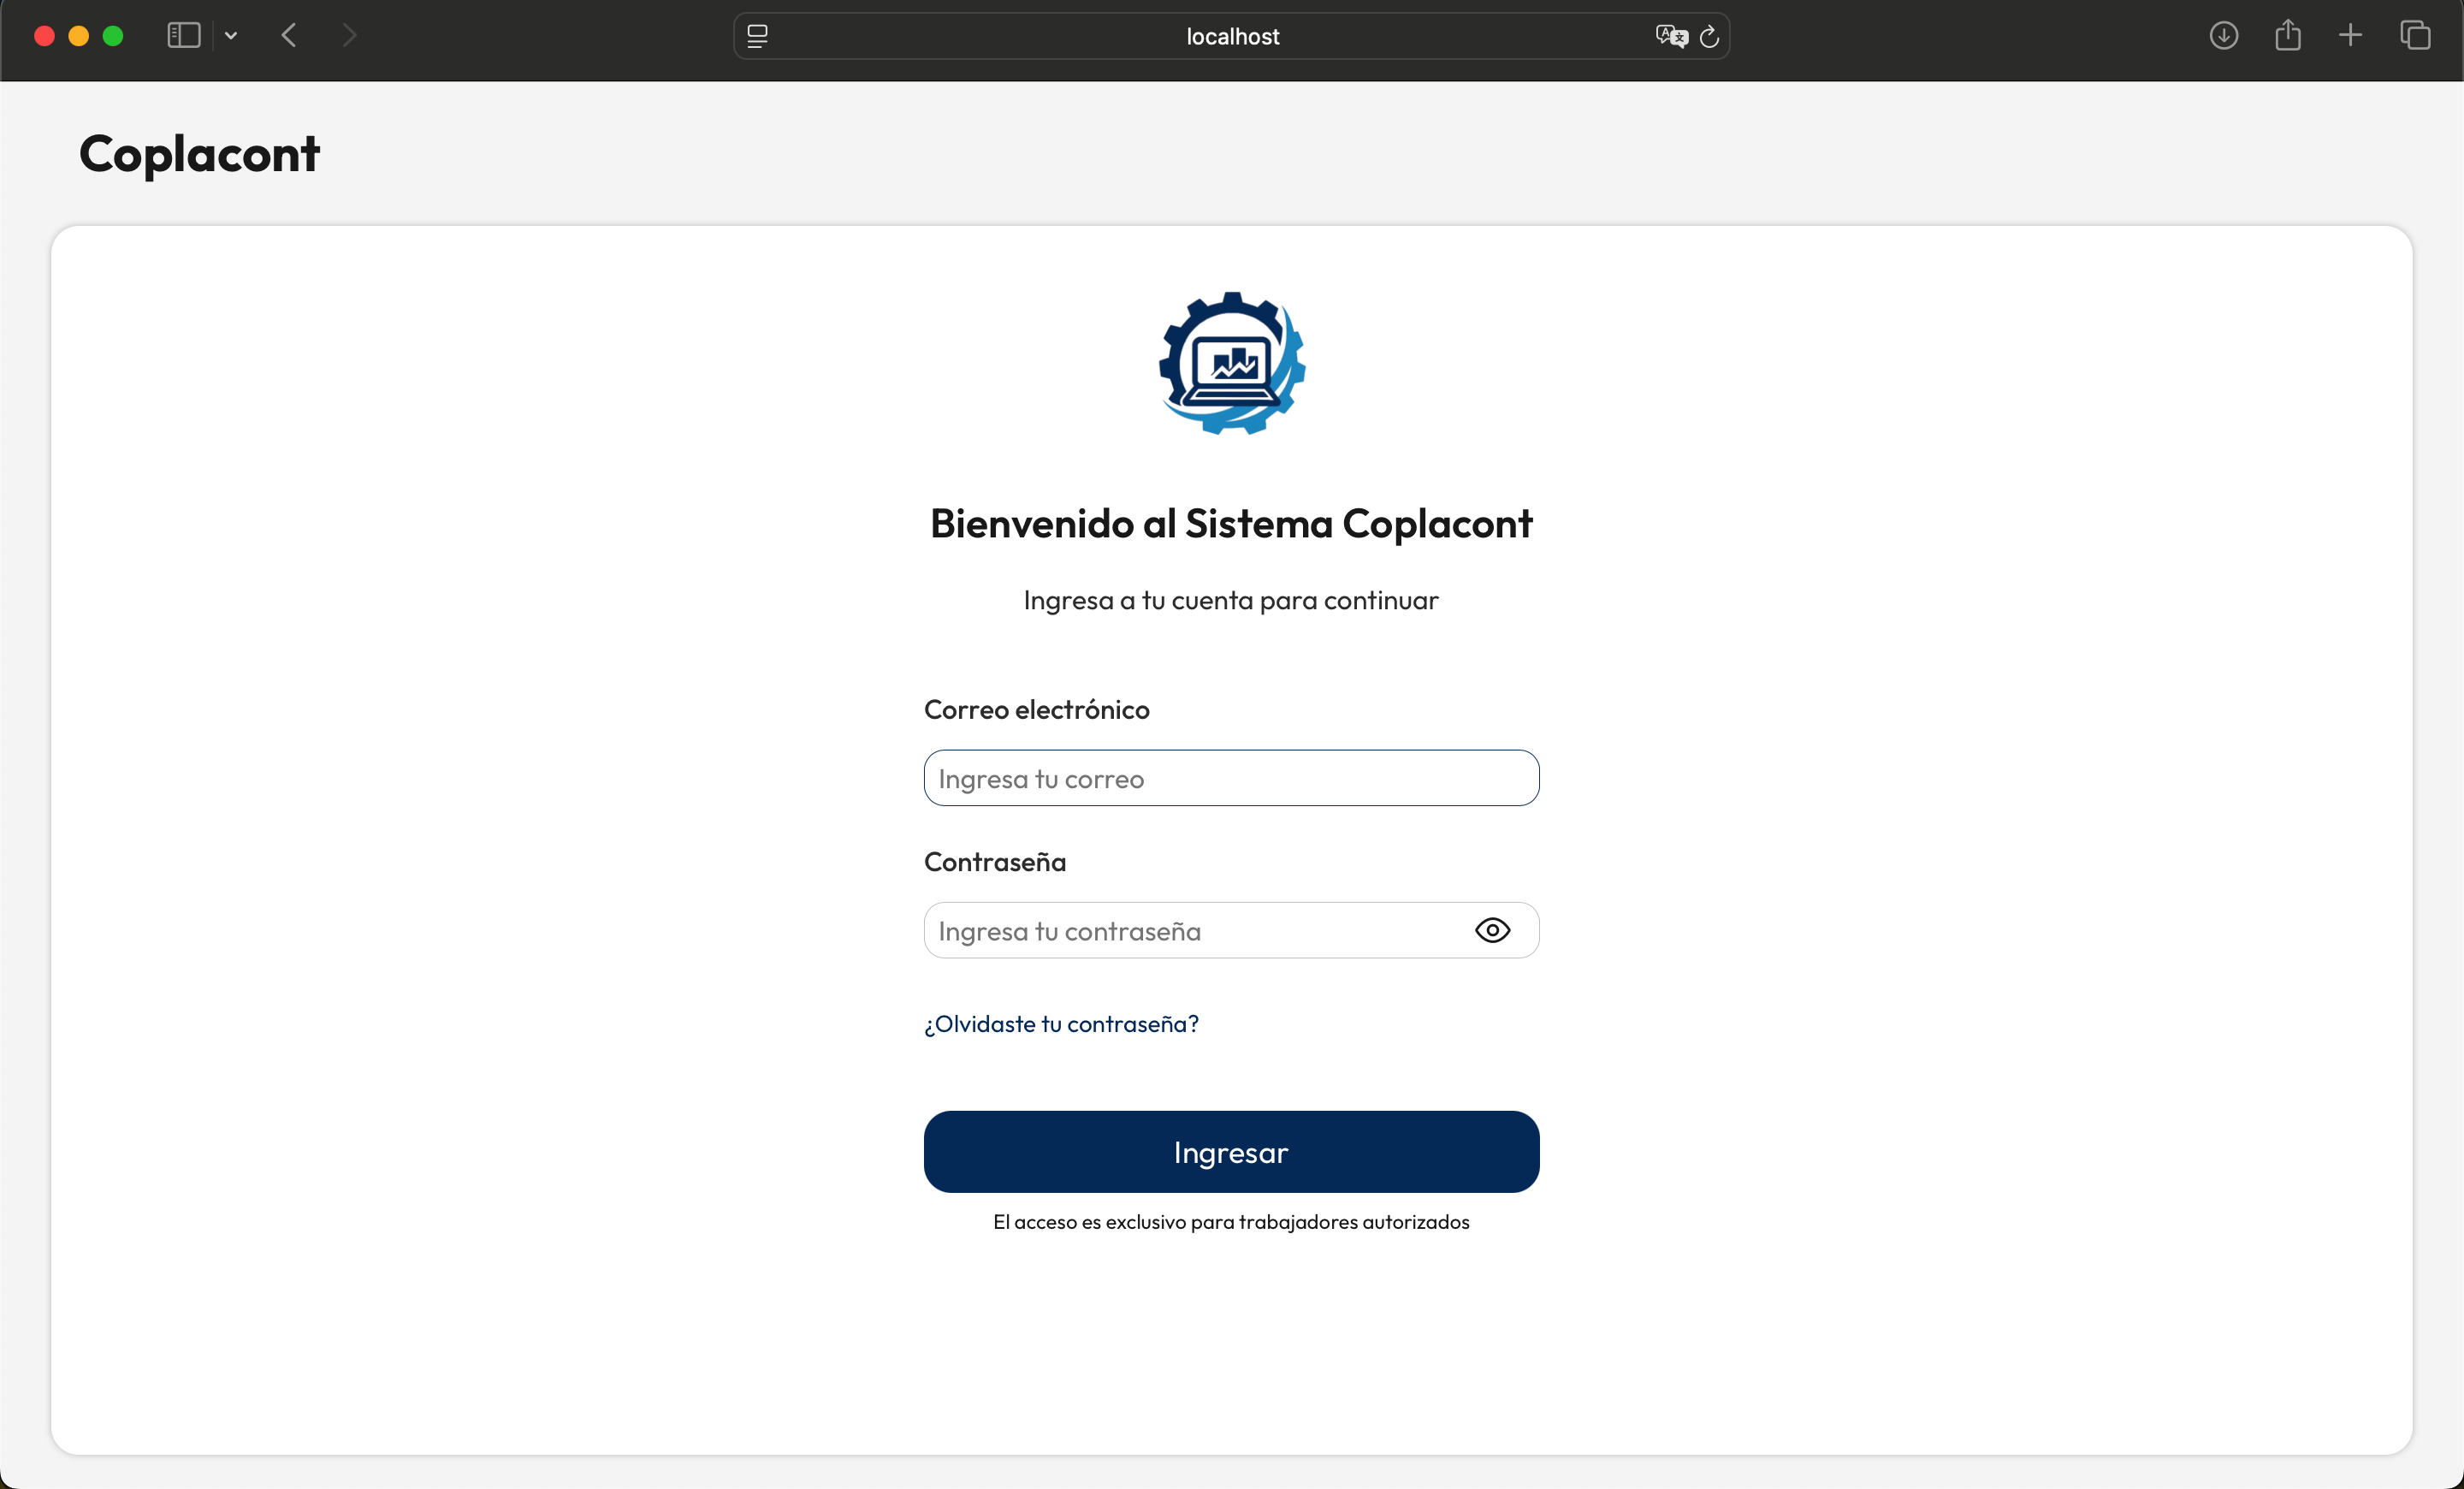 localhost
Coplacont
Bienvenido al Sistema Coplacont
Ingresa a tu cuenta para continuar
Correo electrónico
Ingresa tu correo
Contraseña
Ingresa tu contraseña
¿Olvidaste tu contraseña?
Ingresar
El acceso es exclusivo para trabajadores autorizados